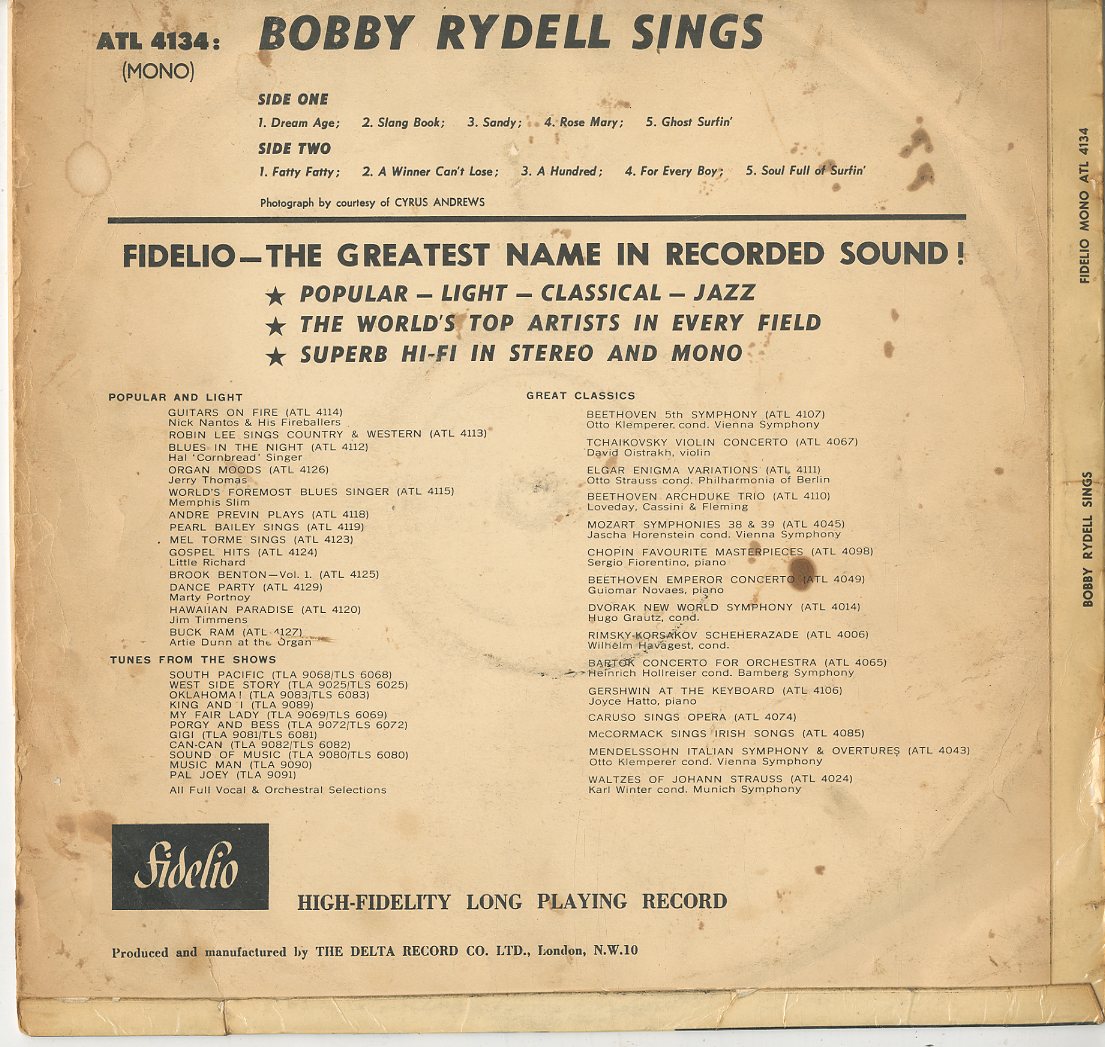 ATL 4134: BOBBY RYDELL SINGS
(MONO)
SIDE ONE
1. Dream Age; 2. Slang Book; 3. Sandy; 4. Rose Mary; 5. Ghost Surfin'
SIDE TWO
1. Fatty Fatty; 2. A Winner Can't Lose; 3. A Hundred; 4. For Every Boy; 5. Soul Full of Surfin'
Photograph by courtesy of CYRUS ANDREWS
FIDELIO—THE GREATEST NAME IN RECORDED SOUND!
★ POPULAR — LIGHT — CLASSICAL — JAZZ
★ THE WORLD'S TOP ARTISTS IN EVERY FIELD
★ SUPERB HI-FI IN STEREO AND MONO
POPULAR AND LIGHT
GUITARS ON FIRE (ATL 4114)
Nick Nantos & His Fireballers
ROBIN LEE SINGS COUNTRY & WESTERN (ATL 4113)
BLUES IN THE NIGHT (ATL 4112)
Hal 'Cornbread' Singer
ORGAN MOODS (ATL 4126)
Jerry Thomas
WORLD'S FOREMOST BLUES SINGER (ATL 4115)
Memphis Slim
ANDRE PREVIN PLAYS (ATL 4118)
PEARL BAILEY SINGS (ATL 4119)
MEL TORME SINGS (ATL 4123)
GOSPEL HITS (ATL 4124)
Little Richard
BROOK BENTON—Vol. 1. (ATL 4125)
DANCE PARTY (ATL 4129)
Marty Portnoy
HAWAIIAN PARADISE (ATL 4120)
Jim Timmens
BUCK RAM (ATL 4127)
Artie Dunn at the Organ
TUNES FROM THE SHOWS
SOUTH PACIFIC (TLA 9068/TLS 6068)
WEST SIDE STORY (TLA 9025/TLS 6025)
OKLAHOMA! (TLA 9083/TLS 6083)
KING AND I (TLA 9089)
MY FAIR LADY (TLA 9069/TLS 6069)
PORGY AND BESS (TLA 9072/TLS 6072)
GIGI (TLA 9081/TLS 6081)
CAN-CAN (TLA 9082/TLS 6082)
SOUND OF MUSIC (TLA 9080/TLS 6080)
MUSIC MAN (TLA 9090)
PAL JOEY (TLA 9091)
All Full Vocal & Orchestral Selections
GREAT CLASSICS
BEETHOVEN 5th SYMPHONY (ATL 4107)
Otto Klemperer cond. Vienna Symphony
TCHAIKOVSKY VIOLIN CONCERTO (ATL 4067)
David Oistrakh, violin
ELGAR ENIGMA VARIATIONS (ATL 4111)
Otto Strauss cond. Philharmonia of Berlin
BEETHOVEN ARCHDUKE TRIO (ATL 4110)
Loveday, Cassini & Fleming
MOZART SYMPHONIES 38 & 39 (ATL 4045)
Jascha Horenstein cond. Vienna Symphony
CHOPIN FAVOURITE MASTERPIECES (ATL 4098)
Sergio Fiorentino, piano
BEETHOVEN EMPEROR CONCERTO (ATL 4049)
Guiomar Novaes, piano
DVORAK NEW WORLD SYMPHONY (ATL 4014)
Hugo Grautz, cond.
RIMSKY-KORSAKOV SCHEHERAZADE (ATL 4006)
Wilhelm Havagest, cond.
BARTOK CONCERTO FOR ORCHESTRA (ATL 4065)
Heinrich Hollreiser cond. Bamberg Symphony
GERSHWIN AT THE KEYBOARD (ATL 4106)
Joyce Hatto, piano
CARUSO SINGS OPERA (ATL 4074)
McCORMACK SINGS IRISH SONGS (ATL 4085)
MENDELSSOHN ITALIAN SYMPHONY & OVERTURES (ATL 4043)
Otto Klemperer cond. Vienna Symphony
WALTZES OF JOHANN STRAUSS (ATL 4024)
Karl Winter cond. Munich Symphony
fidelio
HIGH-FIDELITY LONG PLAYING RECORD
Produced and manufactured by THE DELTA RECORD CO. LTD., London, N.W.10
FIDELIO MONO ATL 4134
BOBBY RYDELL SINGS